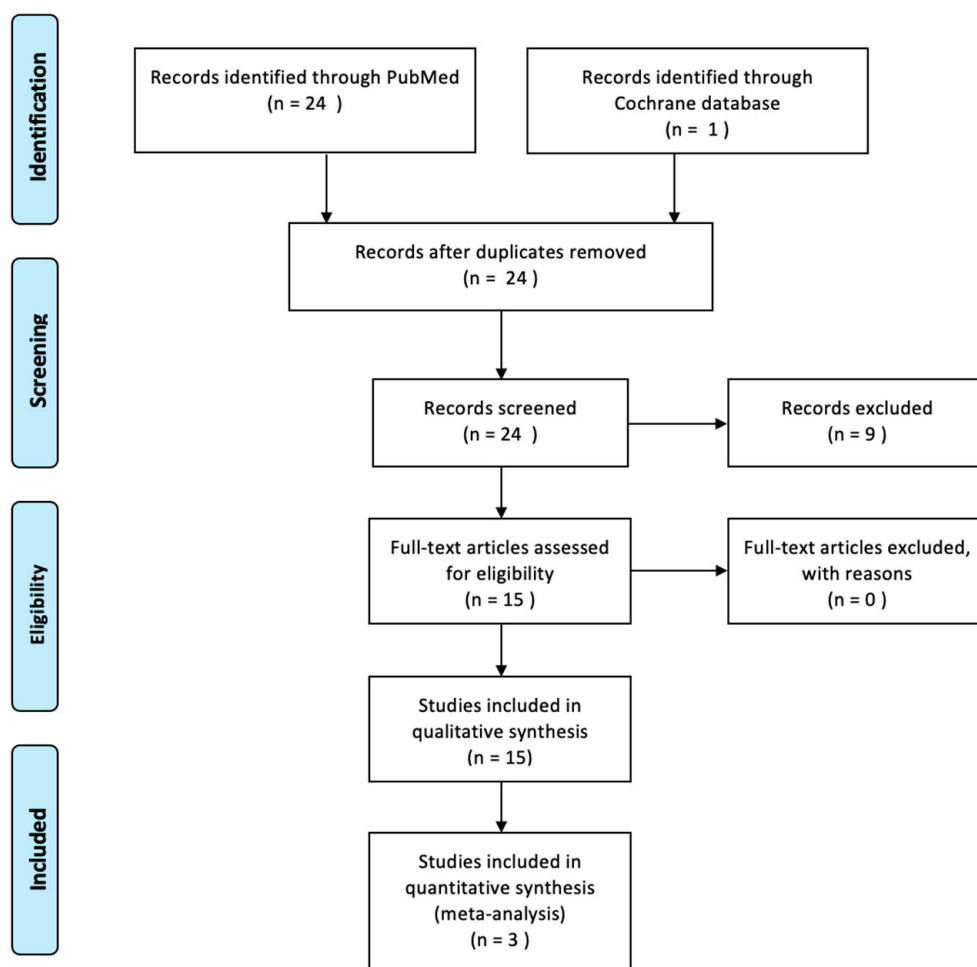 Identification
Records identified through PubMed
(n = 24 )
Records identified through
Cochrane database
(n = 1 )
Records after duplicates removed
(n = 24 )
Screening
Records screened
(n = 24 )
Records excluded
(n = 9 )
Eligibility
Full-text articles assessed
for eligibility
(n = 15 )
Full-text articles excluded,
with reasons
(n = 0 )
Studies included in
qualitative synthesis
(n = 15)
Included
Studies included in
quantitative synthesis
(meta-analysis)
(n = 3 )